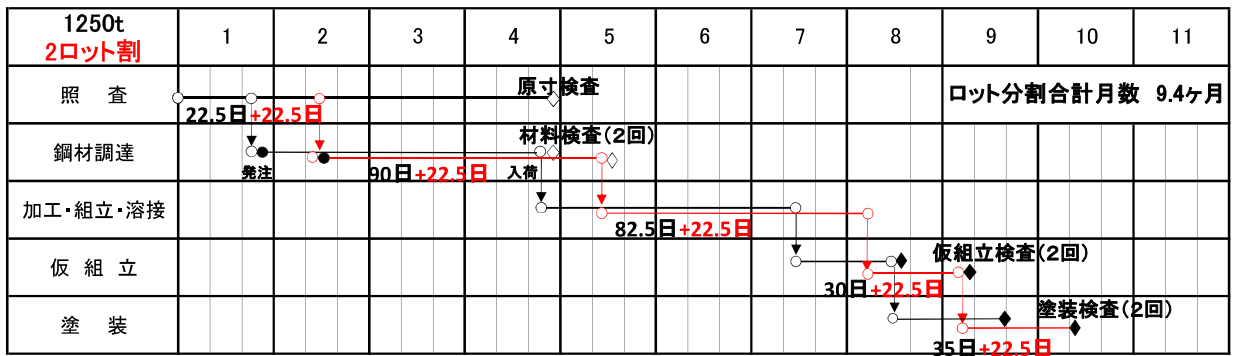 1250t
2ロット割
1 2 3 4 5 6 7 8 9 10 11
照　査
原寸検査
ロット分割合計月数 9.4ヶ月
22.5日+22.5日
鋼材調達
材料検査(2回)
発注
90日+22.5日
入荷
加工・組立・溶接
82.5日+22.5日
仮 組 立
仮組立検査(2回)
30日+22.5日
塗　装
塗装検査(2回)
35日+22.5日